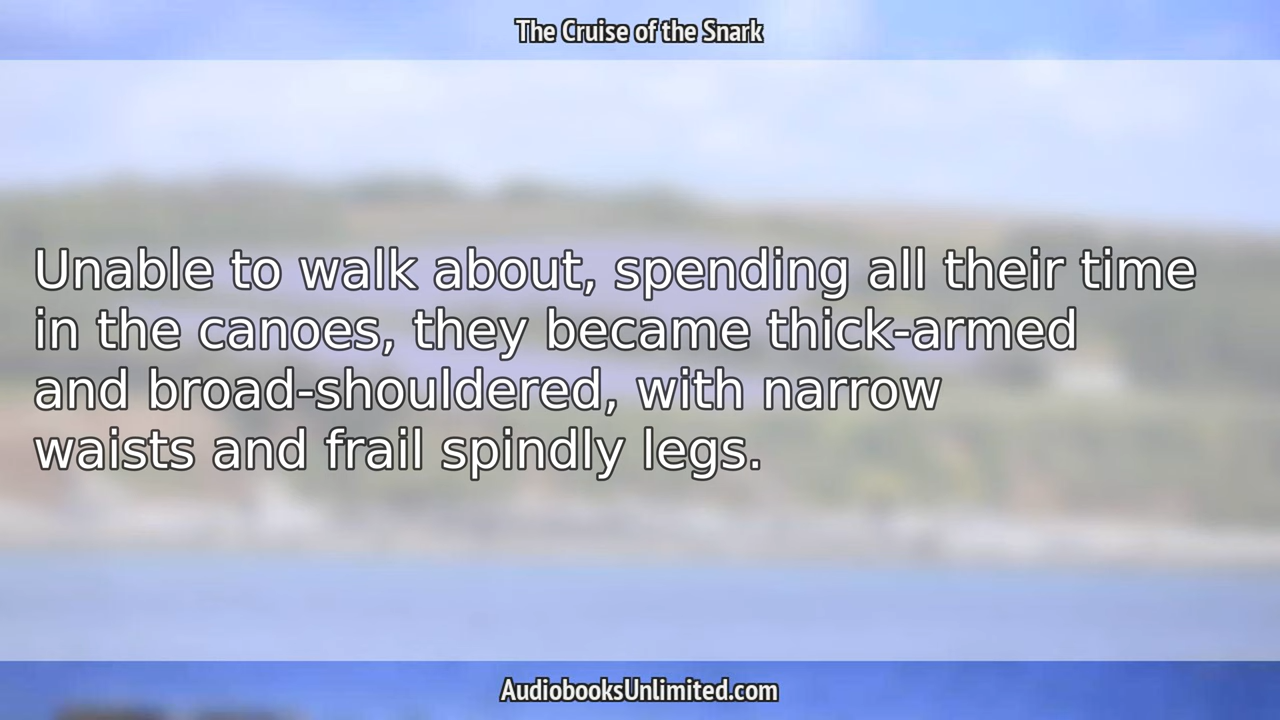 The Cruise of the Snark
Unable to walk about, spending all their time
in the canoes, they became thick-armed
and broad-shouldered, with narrow
waists and frail spindly legs.
AudiobooksUnlimited.com